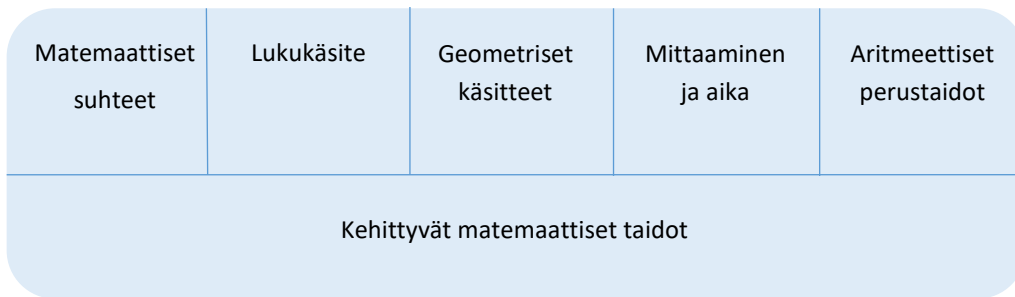 Matemaattiset
suhteet
Lukukäsite
Geometriset
käsitteet
Mittaaminen
ja aika
Aritmeettiset
perustaidot
Kehittyvät matemaattiset taidot